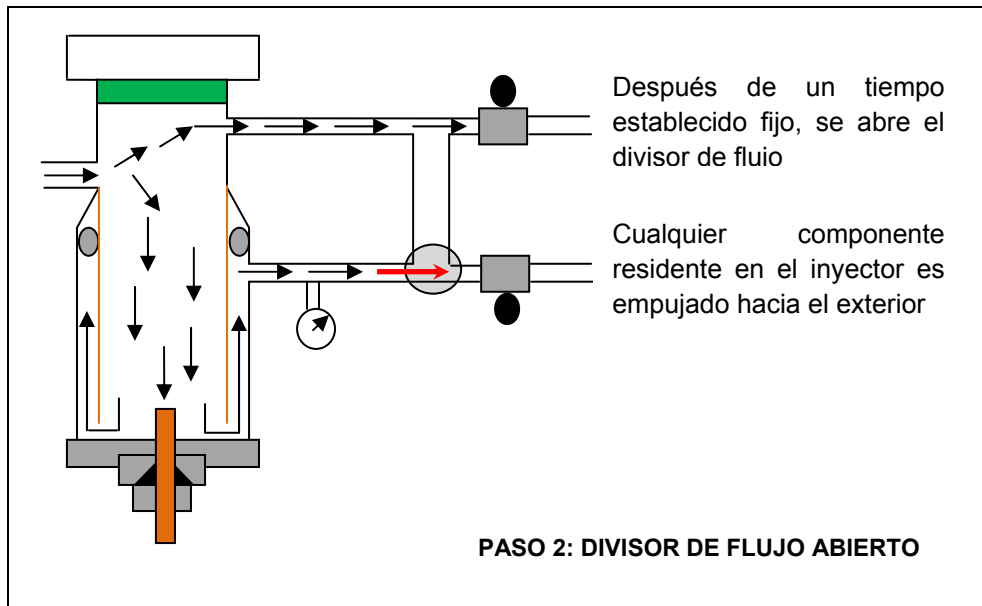 Después de un tiempo
establecido fijo, se abre el
divisor de fluio
Cualquier componente
residente en el inyector es
empujado hacia el exterior
PASO 2: DIVISOR DE FLUJO ABIERTO